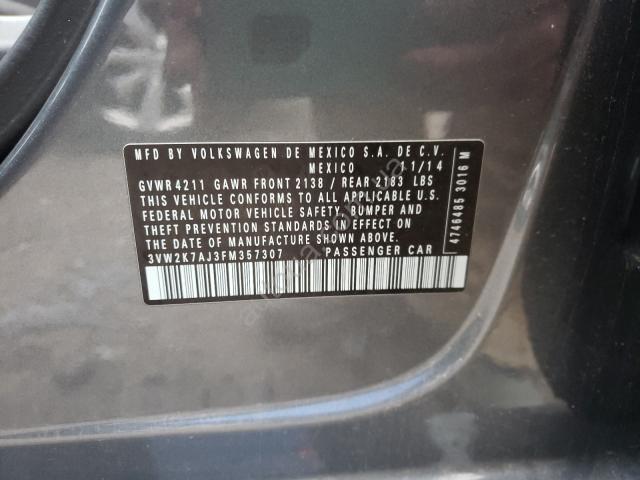 MFD BY VOLKSWAGEN DE MEXICO S.A. DE C.V.
MEXICO 11/14
GVWR 4211 GAWR FRONT 2138 / REAR 2183 LBS
THIS VEHICLE CONFORMS TO ALL APPLICABLE U.S.
FEDERAL MOTOR VEHICLE SAFETY, BUMPER AND
THEFT PREVENTION STANDARDS IN EFFECT ON
THE DATE OF MANUFACTURE SHOWN ABOVE.
3VW2K7AJ3FM357307 PASSENGER CAR
4746485 3Q16 M